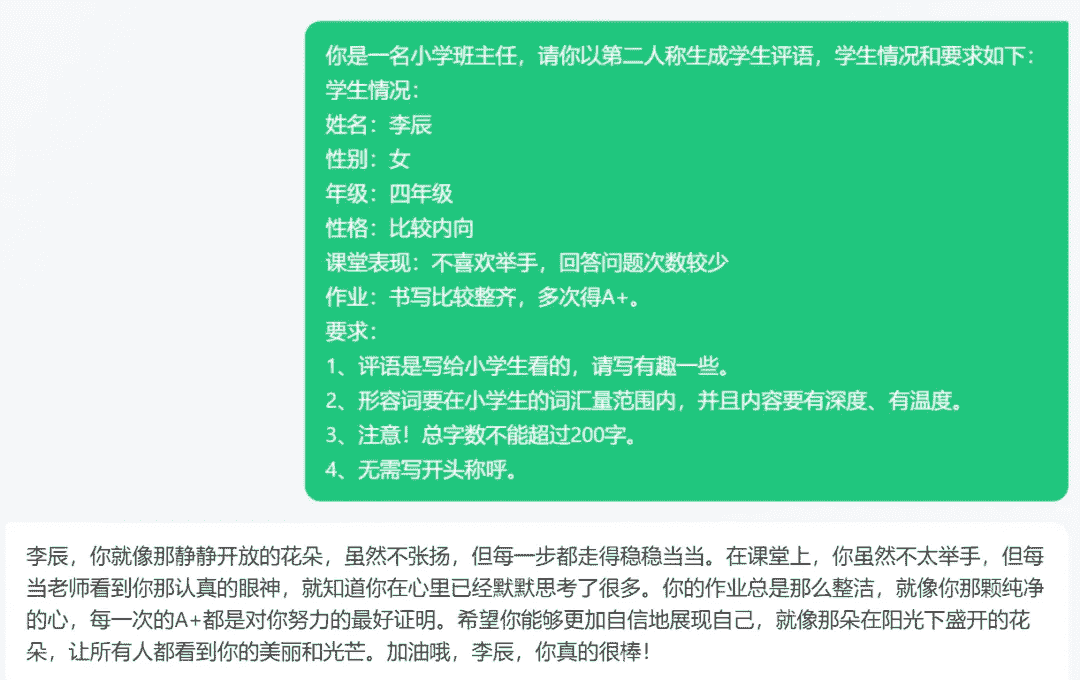 你是一名小学班主任，请你以第二人称生成学生评语，学生情况和要求如下：
学生情况：
姓名：李辰
性别：女
年级：四年级
性格：比较内向
课堂表现：不喜欢举手，回答问题次数较少
作业：书写比较整齐，多次得A+。
要求：
1、评语是写给小学生看的，请写有趣一些。
2、形容词要在小学生的词汇量范围内，并且内容要有深度、有温度。
3、注意！总字数不能超过200字。
4、无需写开头称呼。
李辰，你就像那静静开放的花朵，虽然不张扬，但每一步都走得稳稳当当。在课堂上，你虽然不太举手，但每
当老师看到你那认真的眼神，就知道你在心里已经默默思考了很多。你的作业总是那么整洁，就像你那颗纯净
的心，每一次的A+都是对你努力的最好证明。希望你能够更加自信地展现自己，就像那朵在阳光下盛开的花
朵，让所有人都看到你的美丽和光芒。加油哦，李辰，你真的很棒！